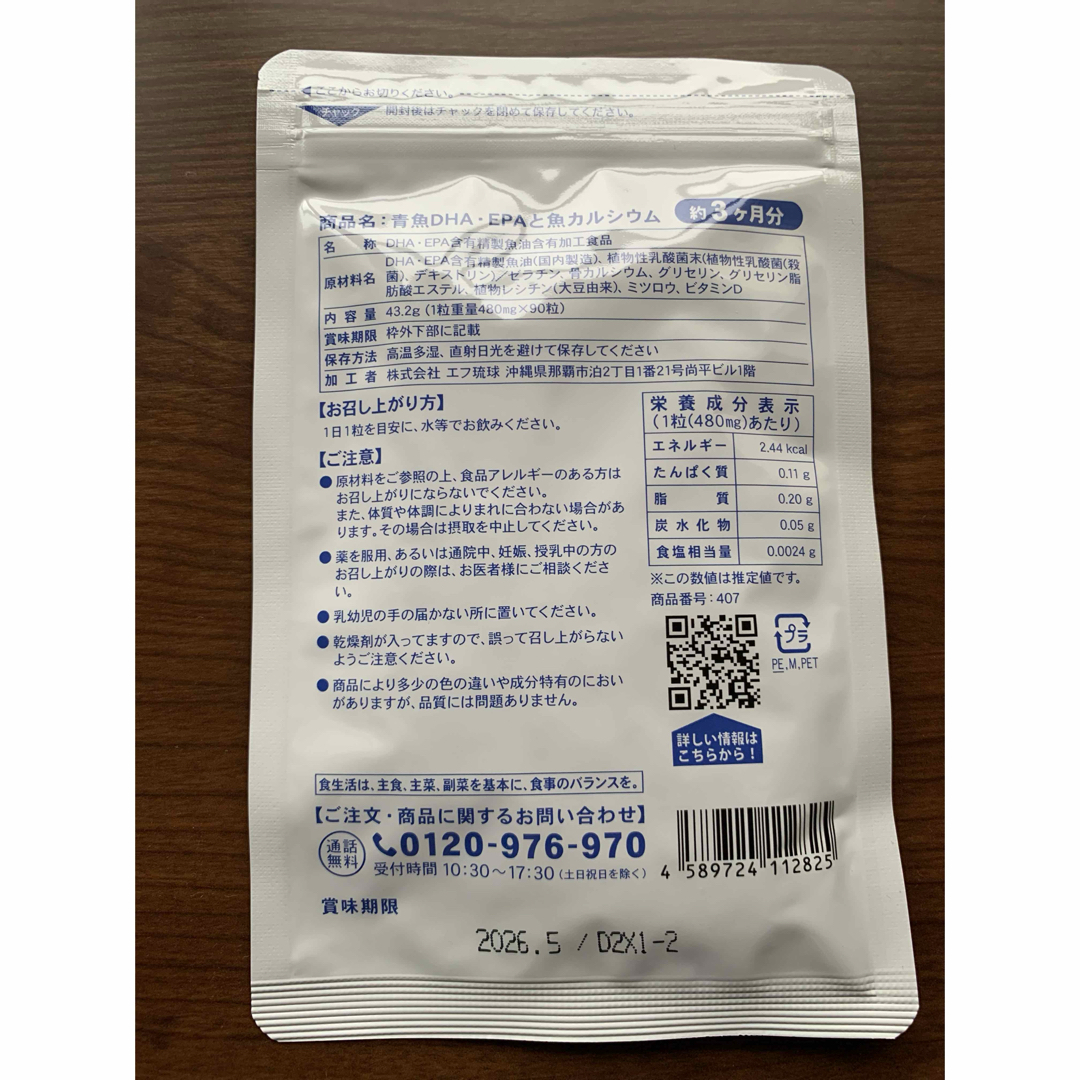 ここからお切りください。
チャック 開封後はチャックを閉めて保存してください。
商品名:青魚DHA・EPAと魚カルシウム 約3ヶ月分
名 称 DHA・EPA含有精製魚油含有加工食品
原材料名 DHA・EPA含有精製魚油(国内製造)、植物性乳酸菌末(植物性乳酸菌(殺
菌)、デキストリン)/ゼラチン、骨カルシウム、グリセリン、グリセリン脂
肪酸エステル、植物レシチン(大豆由来)、ミツロウ、ビタミンD
内 容 量 43.2g (1粒重量480mg×90粒)
賞味期限 枠外下部に記載
保存方法 高温多湿、直射日光を避けて保存してください
加 工 者 株式会社 エフ琉球 沖縄県那覇市泊2丁目1番21号尚平ビル1階
【お召し上がり方】
1日1粒を目安に、水等でお飲みください。
【ご注意】
●原材料をご参照の上、食品アレルギーのある方は
お召し上がりにならないでください。
また、体質や体調によりまれに合わない場合があ
ります。その場合は摂取を中止してください。
●薬を服用、あるいは通院中、妊娠、授乳中の方の
お召し上がりの際は、お医者様にご相談くださ
い。
●乳幼児の手の届かない所に置いてください。
●乾燥剤が入ってますので、誤って召し上がらない
ようご注意ください。
●商品により多少の色の違いや成分特有のにおい
がありますが、品質には問題ありません。
栄養成分表示
(1粒(480mg)あたり)
エネルギー 2.44 kcal
たんぱく質 0.11 g
脂 質 0.20 g
炭水化物 0.05 g
食塩相当量 0.0024 g
※この数値は推定値です。
商品番号:407
プラ
PE,M,PET
詳しい情報は
こちらから!
食生活は、主食、主菜、副菜を基本に、食事のバランスを。
【ご注文・商品に関するお問い合わせ】
通話
無料
0120-976-970
受付時間 10:30〜17:30(土日祝日を除く)
4 589724 112825
賞味期限
2026.5 / D2X1-2